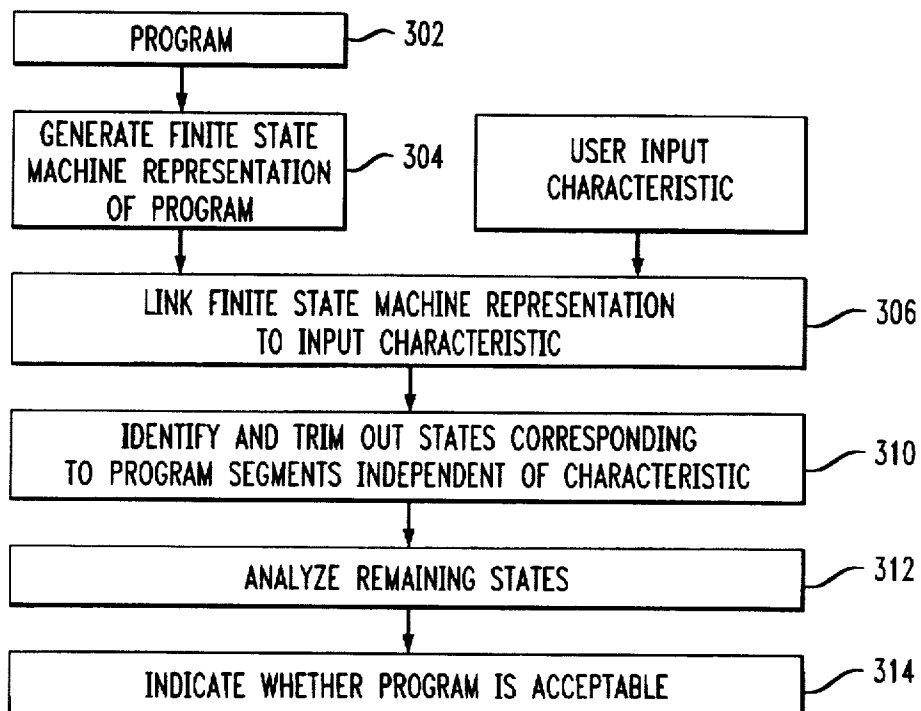 PROGRAM
302
GENERATE FINITE STATE
MACHINE REPRESENTATION
OF PROGRAM
304
USER INPUT
CHARACTERISTIC
LINK FINITE STATE MACHINE REPRESENTATION
TO INPUT CHARACTERISTIC
306
IDENTIFY AND TRIM OUT STATES CORRESPONDING
TO PROGRAM SEGMENTS INDEPENDENT OF CHARACTERISTIC
310
ANALYZE REMAINING STATES
312
INDICATE WHETHER PROGRAM IS ACCEPTABLE
314